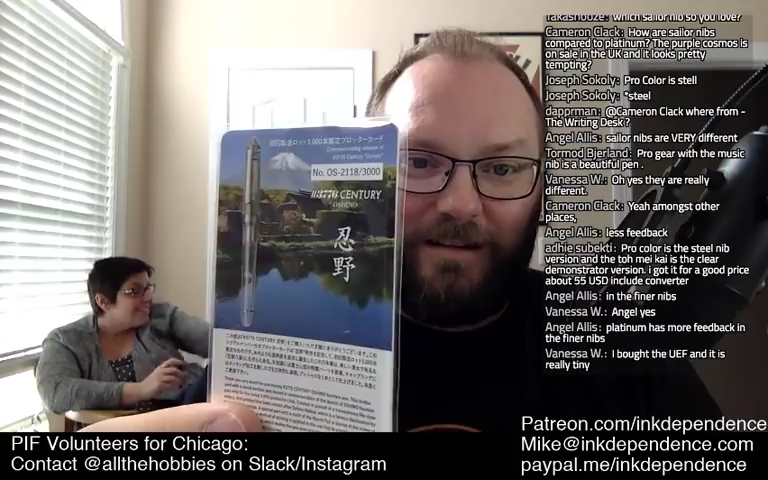 Takashooze: which sailor nib so you love?
Cameron Clack: How are sailor nibs
compared to platinum? The purple cosmos is
on sale in the UK and it looks pretty
tempting?
Joseph Sokoly: Pro Color is stell
Joseph Sokoly: *steel
dapprman: @Cameron Clack where from -
The Writing Desk ?
Angel Allis: sailor nibs are VERY different
Tormod Bjerland: Pro gear with the music
nib is a beautiful pen .
Vanessa W.: Oh yes they are really
different.
Cameron Clack: Yeah amongst other
places,
Angel Allis: less feedback
adhie subekti: Pro color is the steel nib
version and the toh mei kai is the clear
demonstrator version. i got it for a good price
about 55 USD include converter
Angel Allis: in the finer nibs
Vanessa W.: Angel yes
Angel Allis: platinum has more feedback in
the finer nibs
Vanessa W.: I bought the UEF and it is
really tiny
No. OS-2118/3000
#3776 CENTURY
OSHINO
忍野
PIF Volunteers for Chicago:
Contact @allthehobbies on Slack/Instagram
Patreon.com/inkdependence
Mike@inkdependence.com
paypal.me/inkdependence